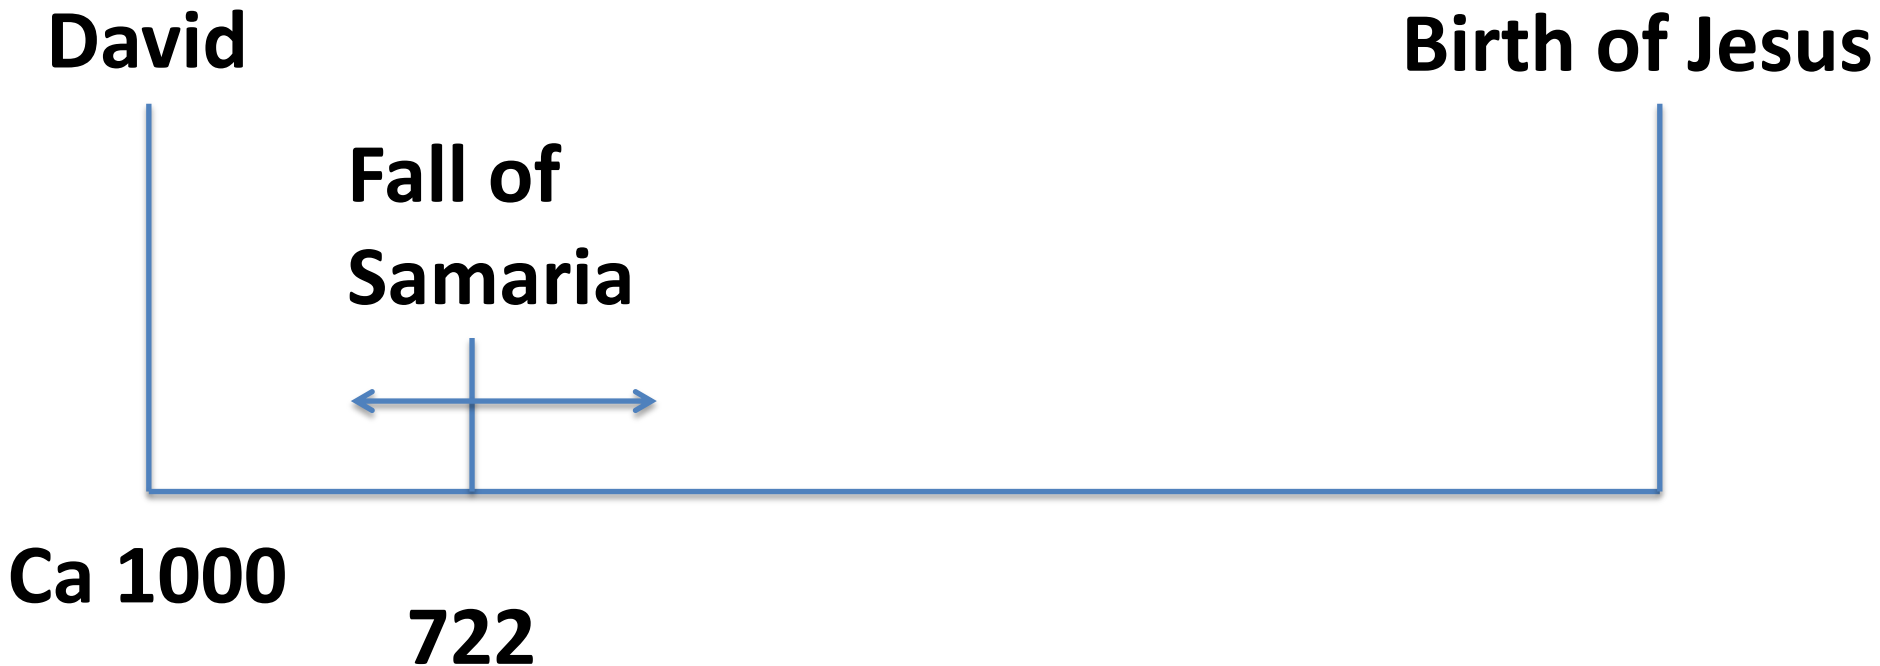 David
Birth of Jesus
Fall of
Samaria
Ca 1000
722